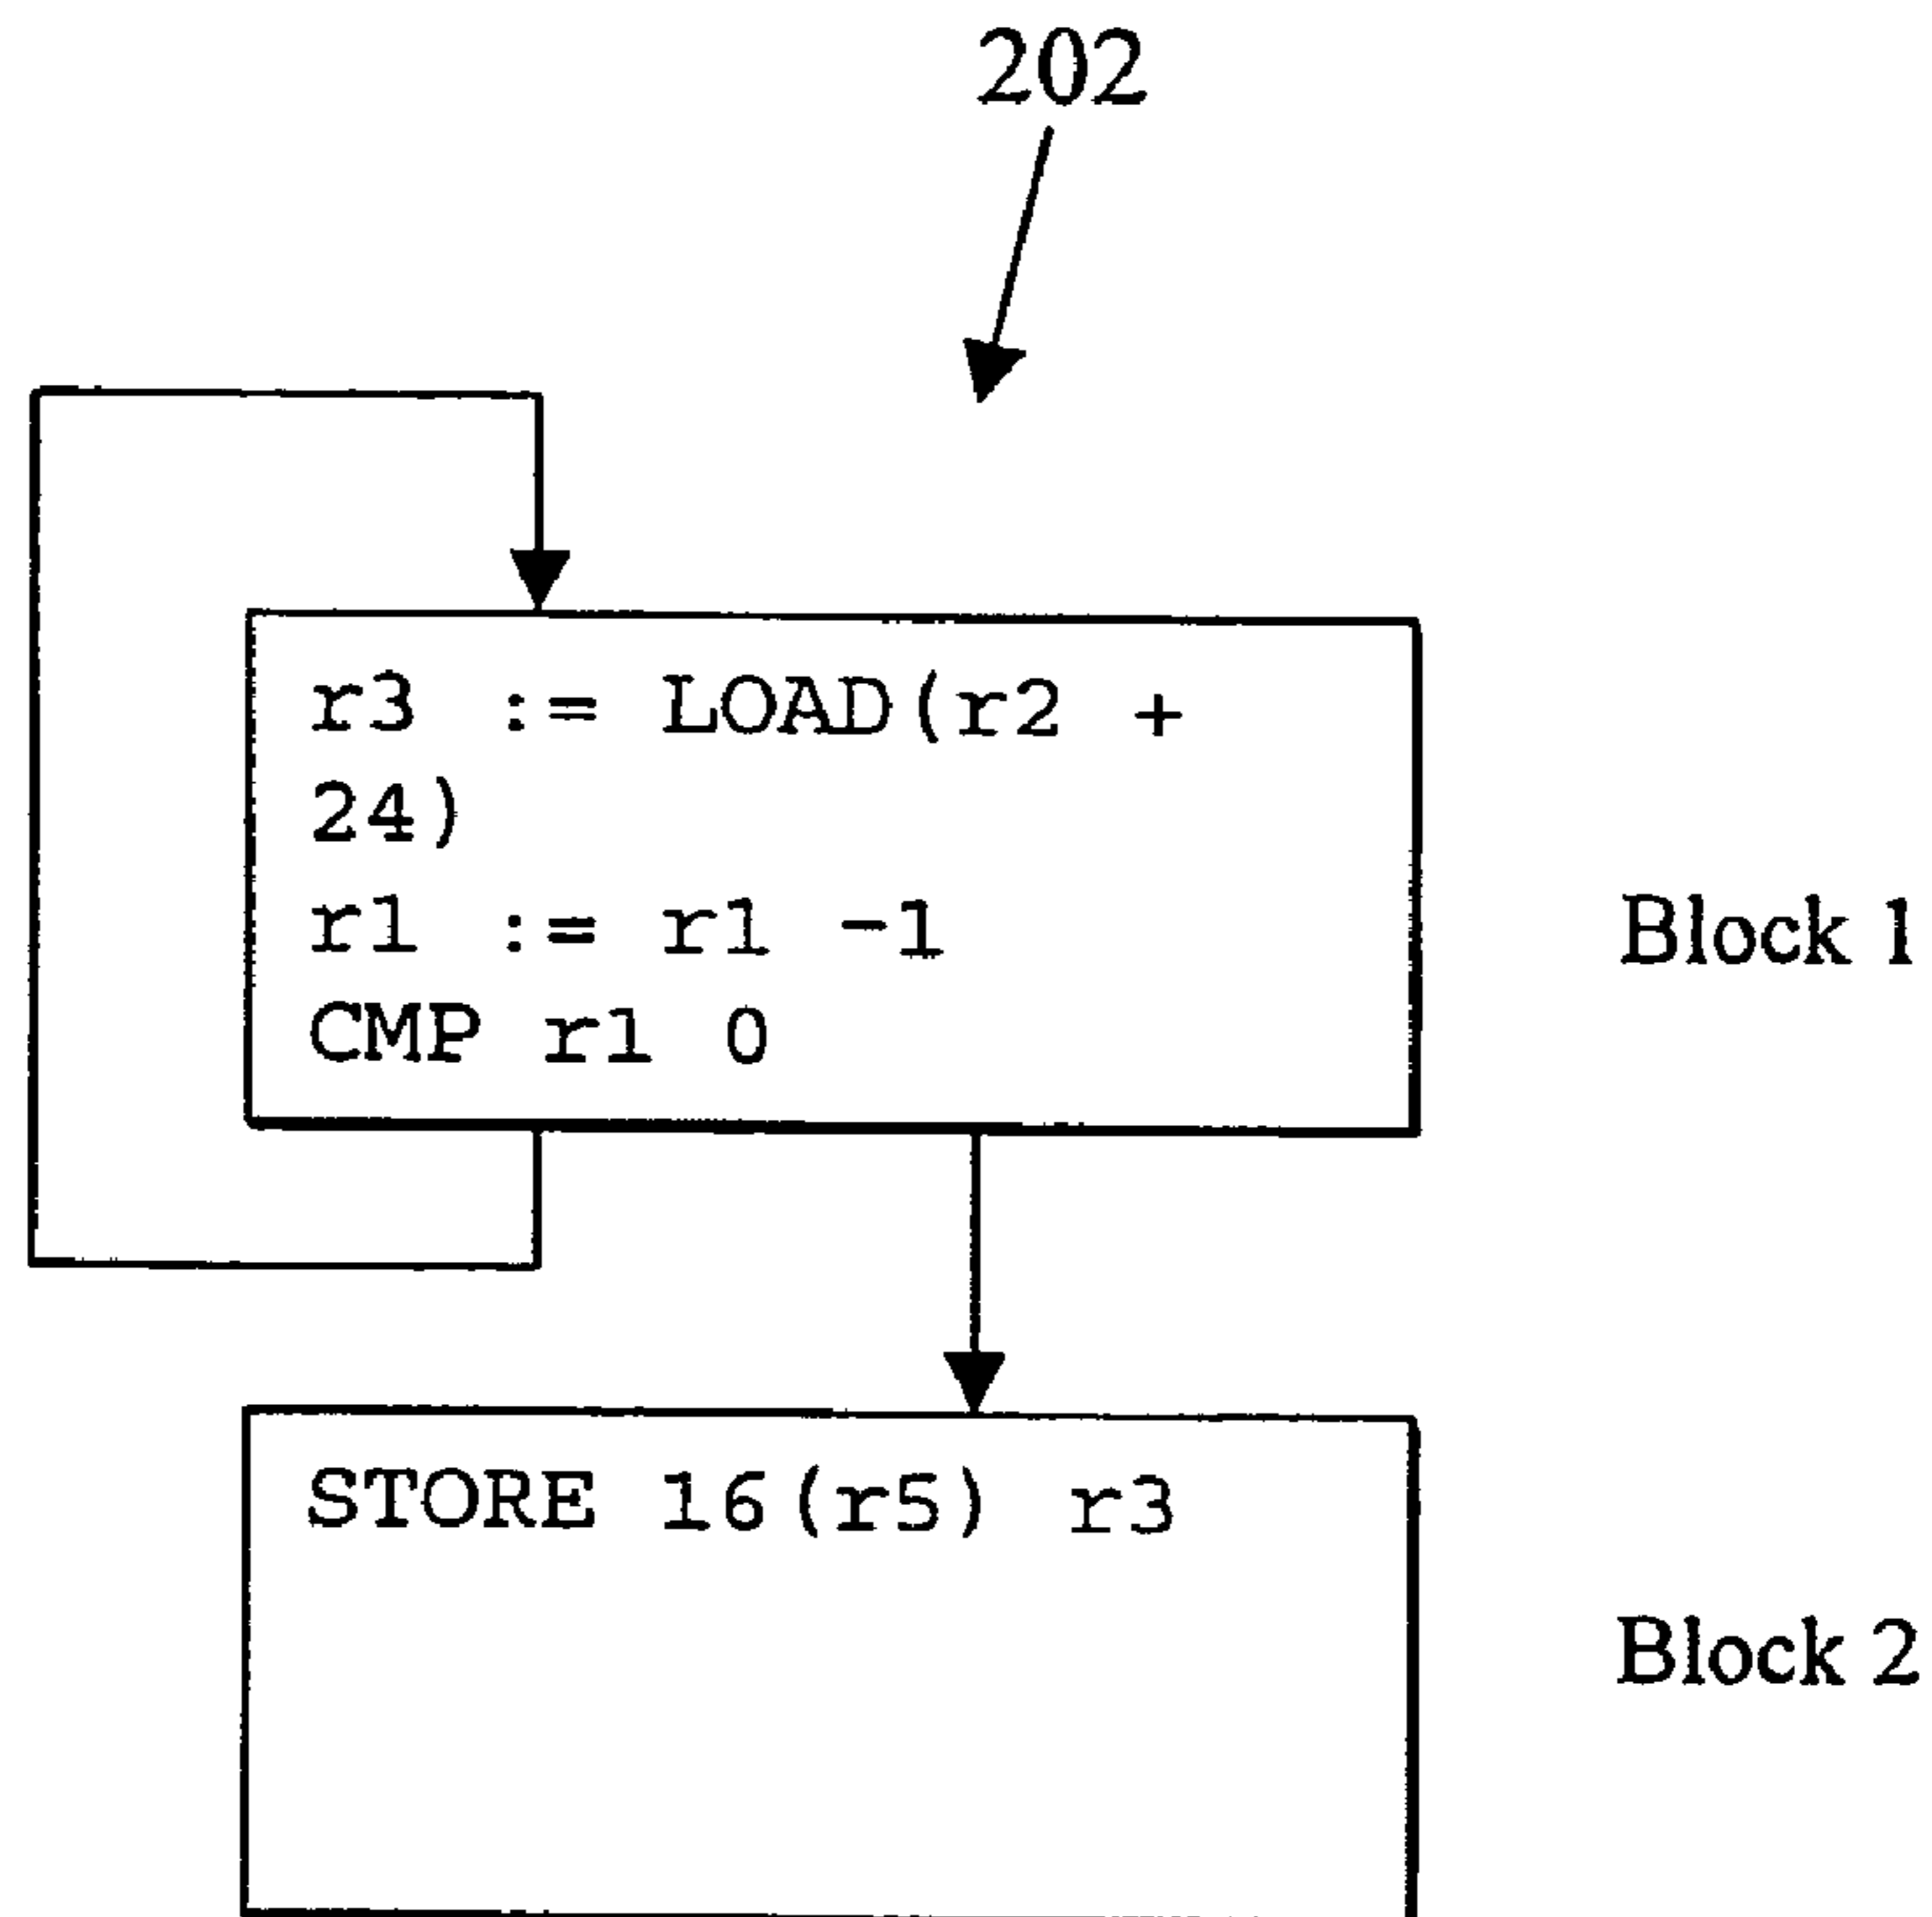 202
r3 := LOAD(r2 +
24)
r1 := r1 -1
CMP r1 0
Block 1
STORE 16(r5) r3
Block 2